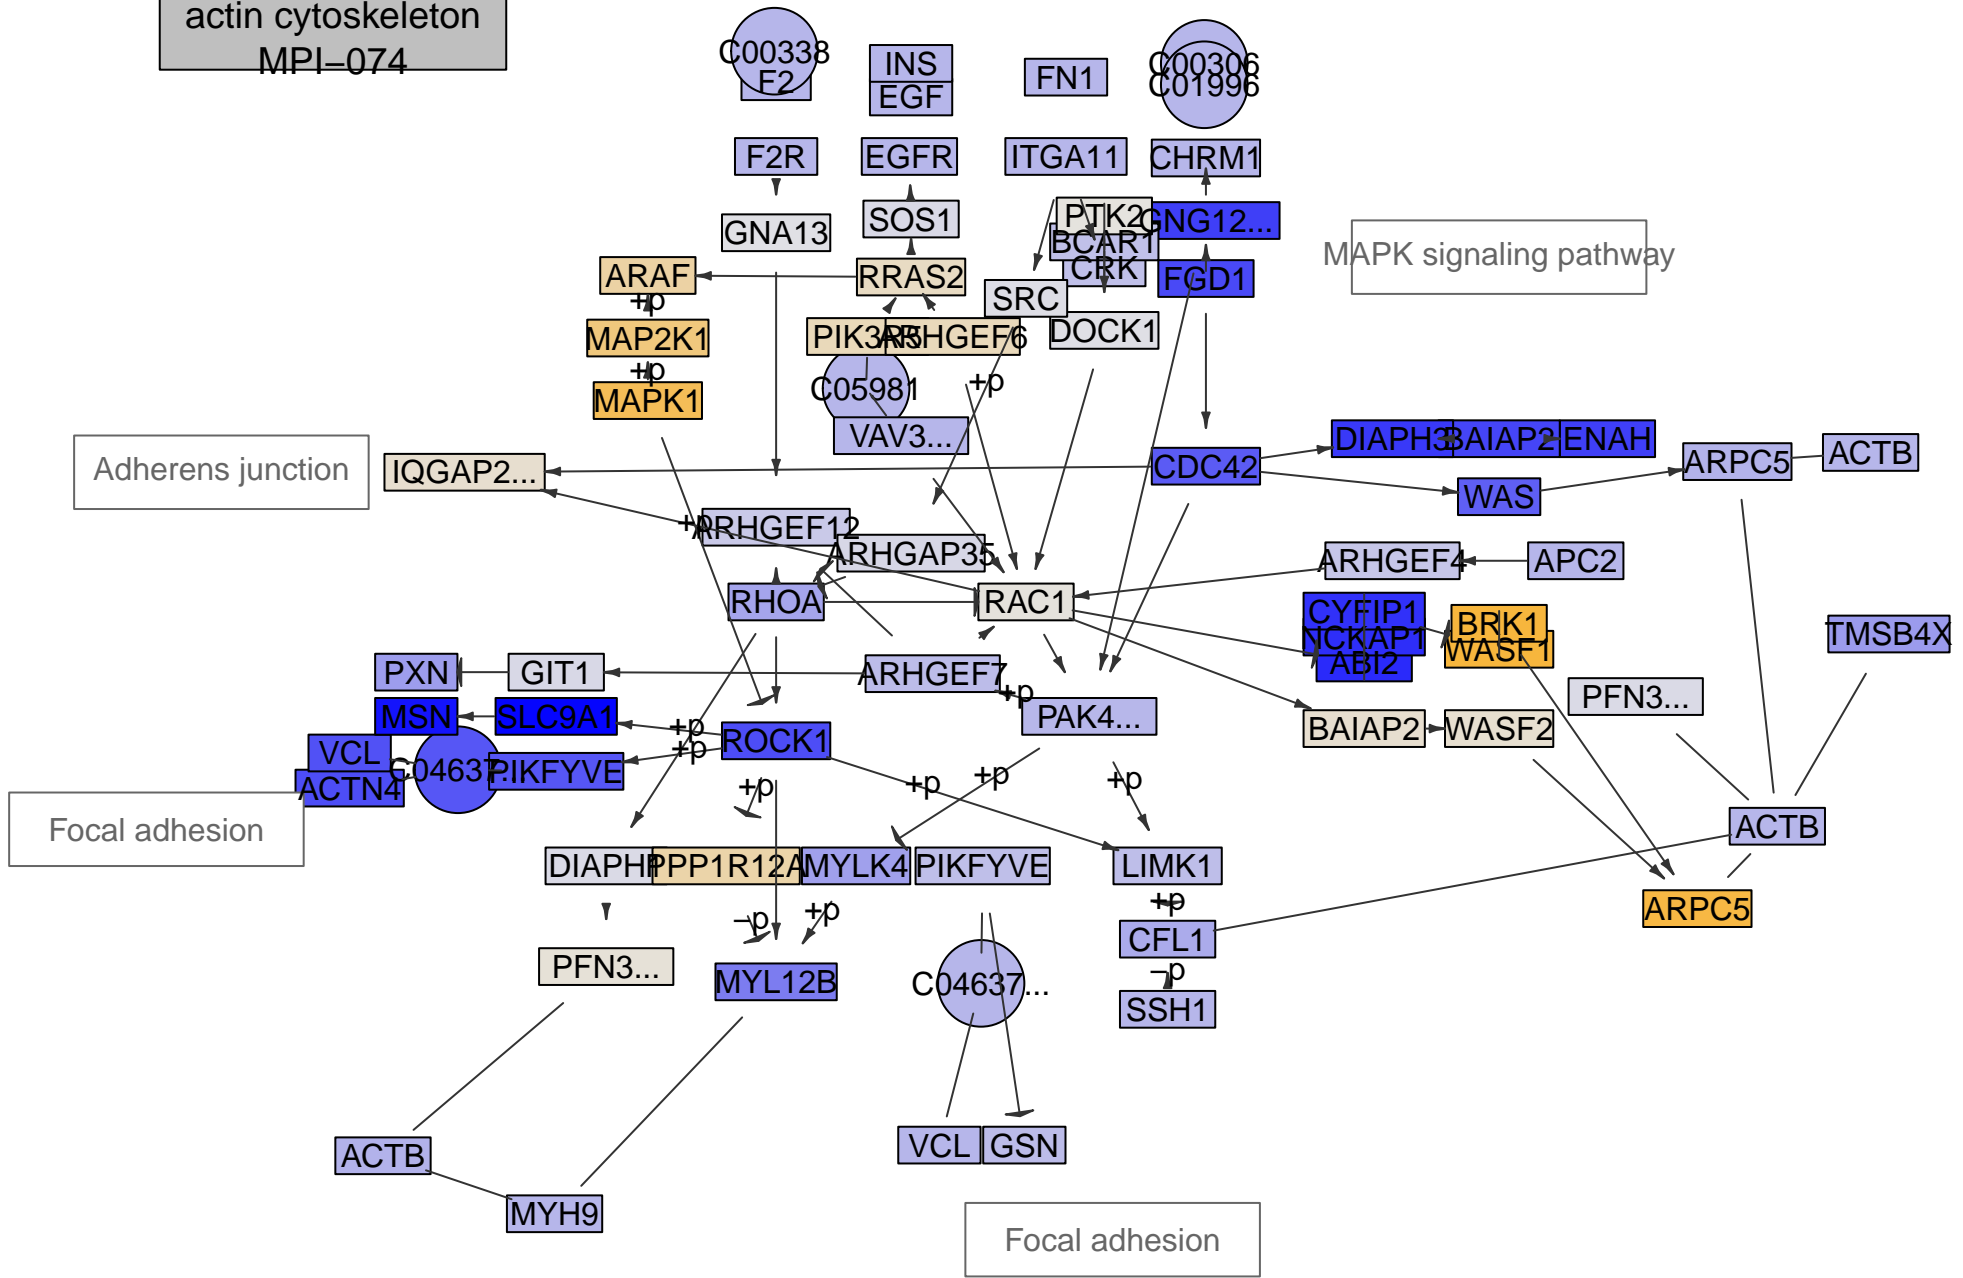 actin cytoskeleton
MPI−074
C00338
F2
INS
EGF
FN1
C00306
C01996
F2R
EGFR
ITGA11
CHRM1
GNA13
SOS1
PTK2
BCAR1
CRK
GNG12...
MAPK signaling pathway
ARAF
RRAS2
SRC
FGD1
+p
MAP2K1
PIK3R5
ARHGEF6
DOCK1
+p
MAPK1
C05981
+p
VAV3...
DIAPH3
BAIAP2
ENAH
ARPC5
ACTB
Adherens junction
IQGAP2...
CDC42
WAS
+p
ARHGEF12
ARHGAP35
ARHGEF4
APC2
RHOA
RAC1
CYFIP1
NCKAP1
ABI2
BRK1
WASF1
TMSB4X
PXN
GIT1
ARHGEF7
+p
PAK4...
PFN3...
MSN
SLC9A1
+p
ROCK1
BAIAP2
WASF2
VCL
ACTN4
C04637...
PIKFYVE
+p
+p
+p
+p
+p
Focal adhesion
ACTB
PPP1R12A
MYLK4
PIKFYVE
LIMK1
−p
+p
+p
ARPC5
CFL1
PFN3...
MYL12B
C04637...
−p
SSH1
ACTB
VCL
GSN
MYH9
Focal adhesion